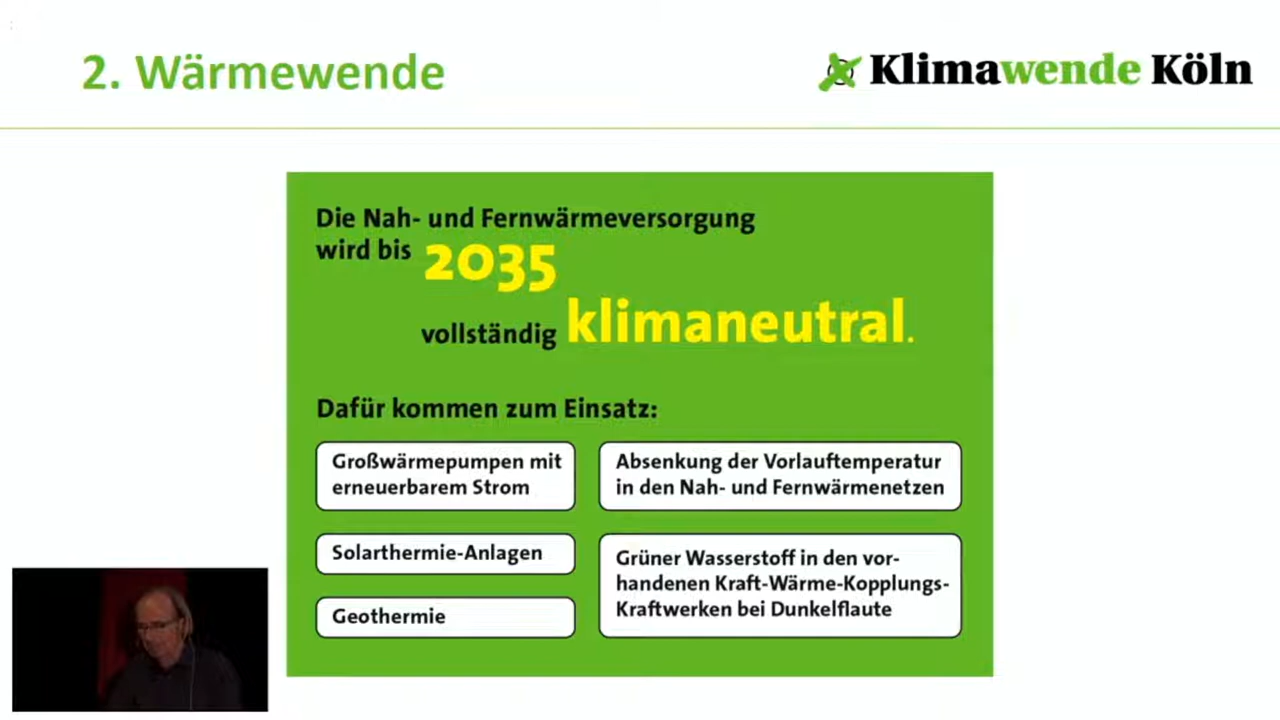 2. Wärmewende
Klimawende Köln
Die Nah- und Fernwärmeversorgung
wird bis 2035
vollständig klimaneutral.
Dafür kommen zum Einsatz:
Großwärmepumpen mit
erneuerbarem Strom
Solarthermie-Anlagen
Geothermie
Absenkung der Vorlauftemperatur
in den Nah- und Fernwärmenetzen
Grüner Wasserstoff in den vor-
handenen Kraft-Wärme-Kopplungs-
Kraftwerken bei Dunkelflaute